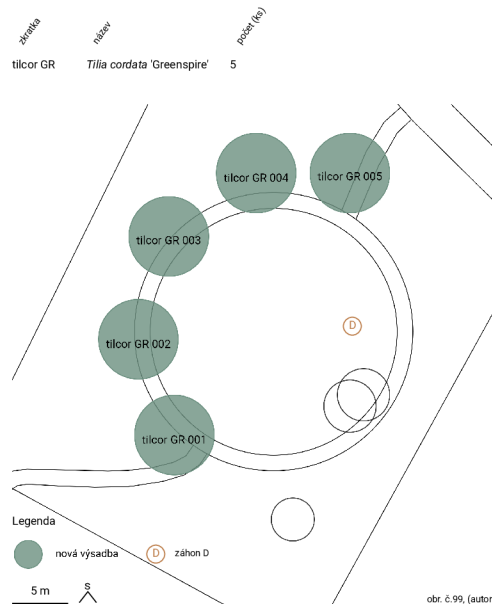 zkratka název počet (ks)
tilcor GR Tilia cordata 'Greenspire' 5
tilcor GR 004
tilcor GR 005
tilcor GR 003
D
tilcor GR 002
tilcor GR 001
Legenda
nová výsadba D záhon D
5 m S
obr. č.99, (autor